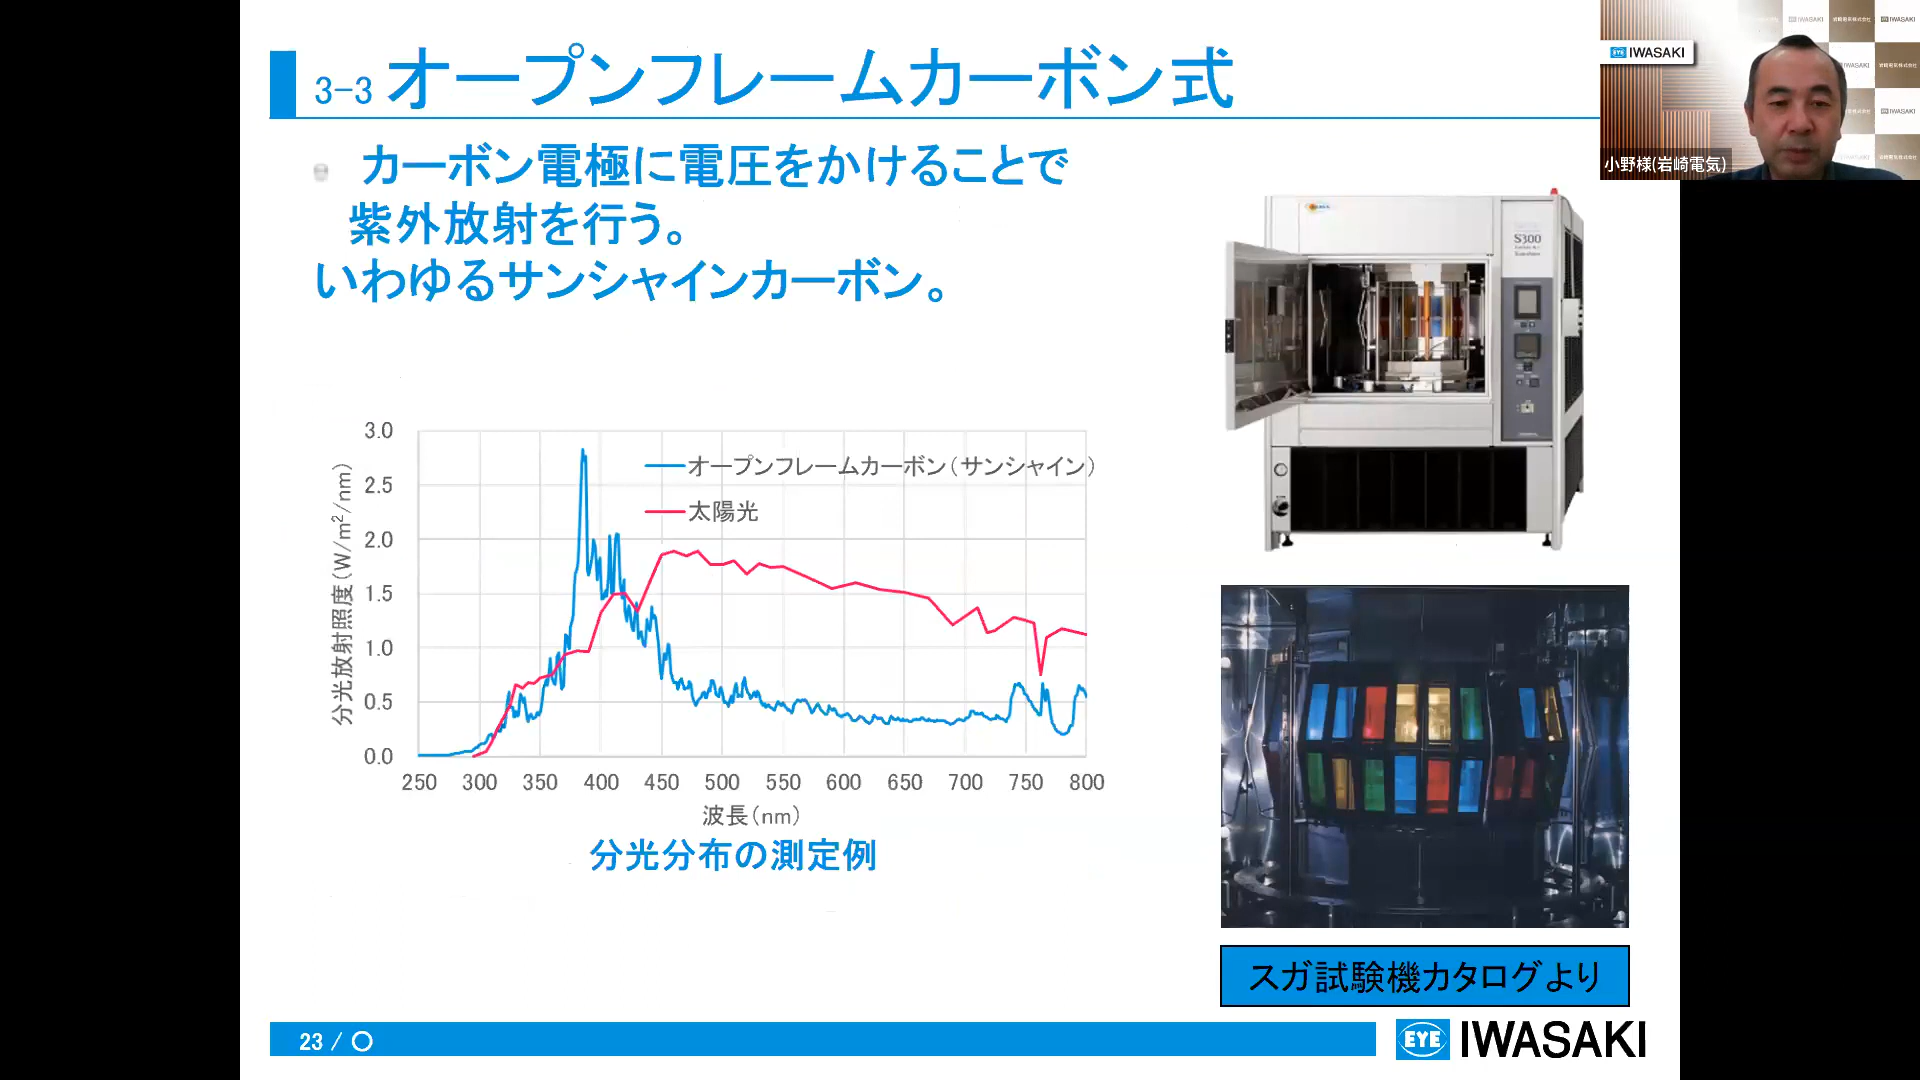 3-3 オープンフレームカーボン式
カーボン電極に電圧をかけることで
紫外放射を行う。
いわゆるサンシャインカーボン。
EYE IWASAKI
IWASAKI
IWASAKI
IWASAKI
IWASAKI
小野様(岩崎電気)
S300
3.0
2.5
2.0
1.5
1.0
0.5
0.0
分光放射照度(W/m²/nm)
オープンフレームカーボン(サンシャイン)
太陽光
250 300 350 400 450 500 550 600 650 700 750 800
波長(nm)
分光分布の測定例
スガ試験機カタログより
23 / 〇
EYE IWASAKI